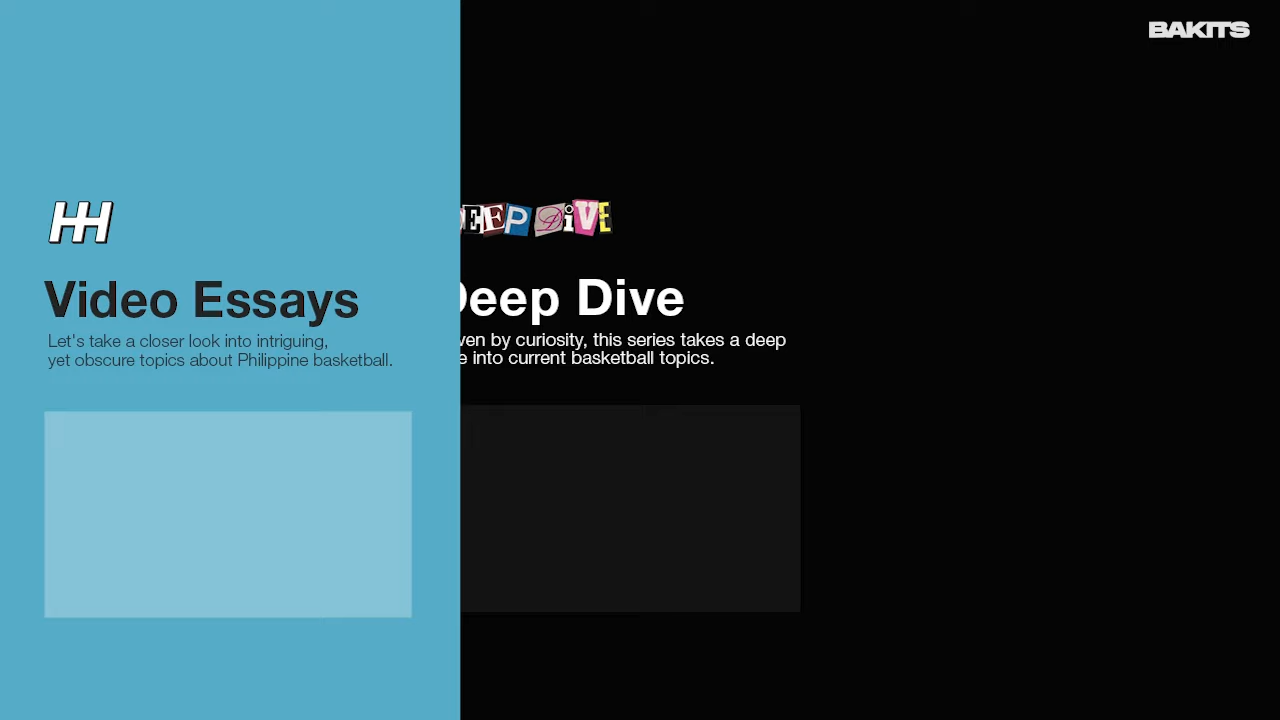 BAKITS
HH
Video Essays
Let's take a closer look into intriguing,
yet obscure topics about Philippine basketball.
EEP DiVE
Deep Dive
ven by curiosity, this series takes a deep
e into current basketball topics.